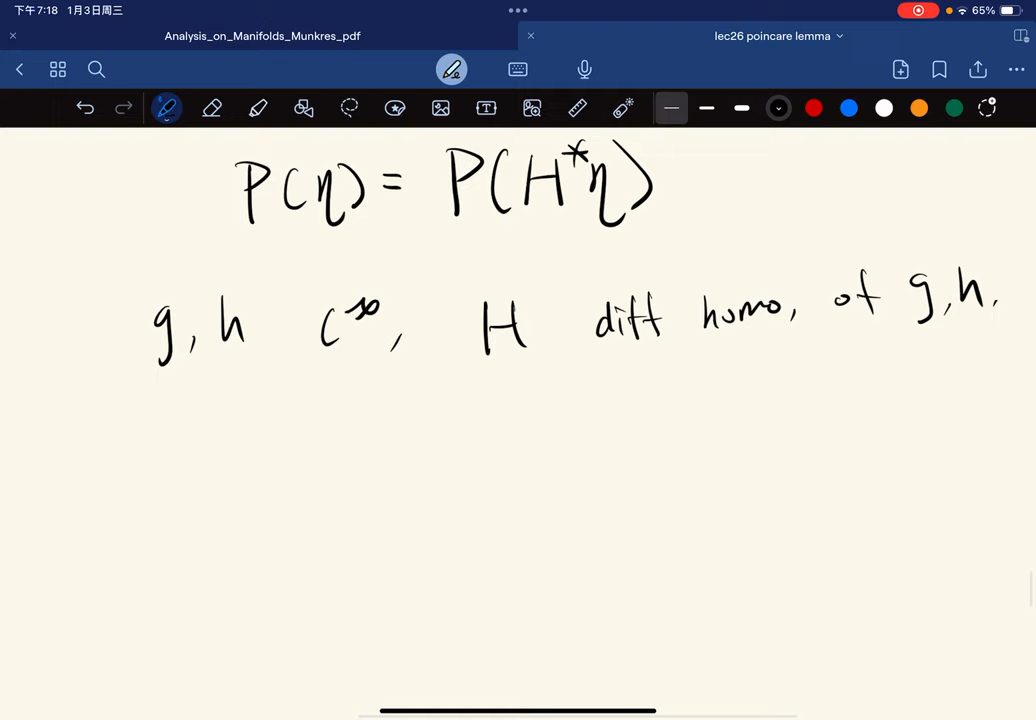 下午7:18 1月3日周三 65%
Analysis_on_Manifolds_Munkres_pdf
lec26 poincare lemma
P(η) = P(H*η)
g, h C^∞, H diff homo, of g, h.